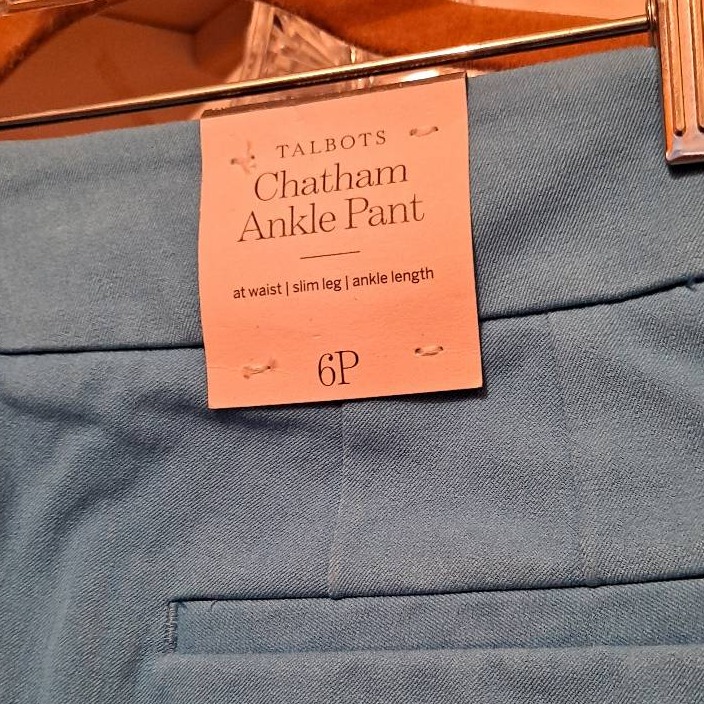 TALBOTS
Chatham
Ankle Pant
at waist | slim leg | ankle length
6P